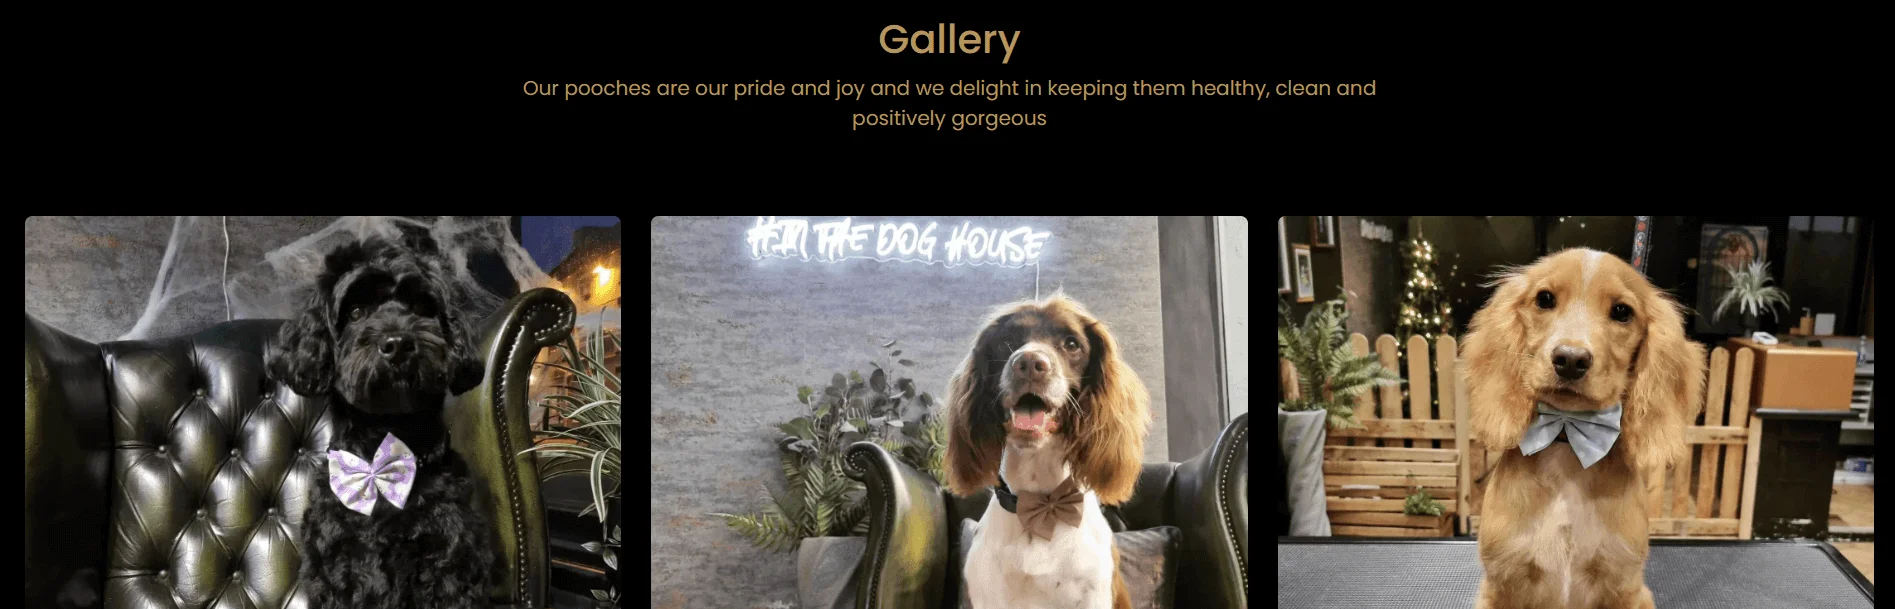 Gallery
Our pooches are our pride and joy and we delight in keeping them healthy, clean and
positively gorgeous
THE DOG HOUSE